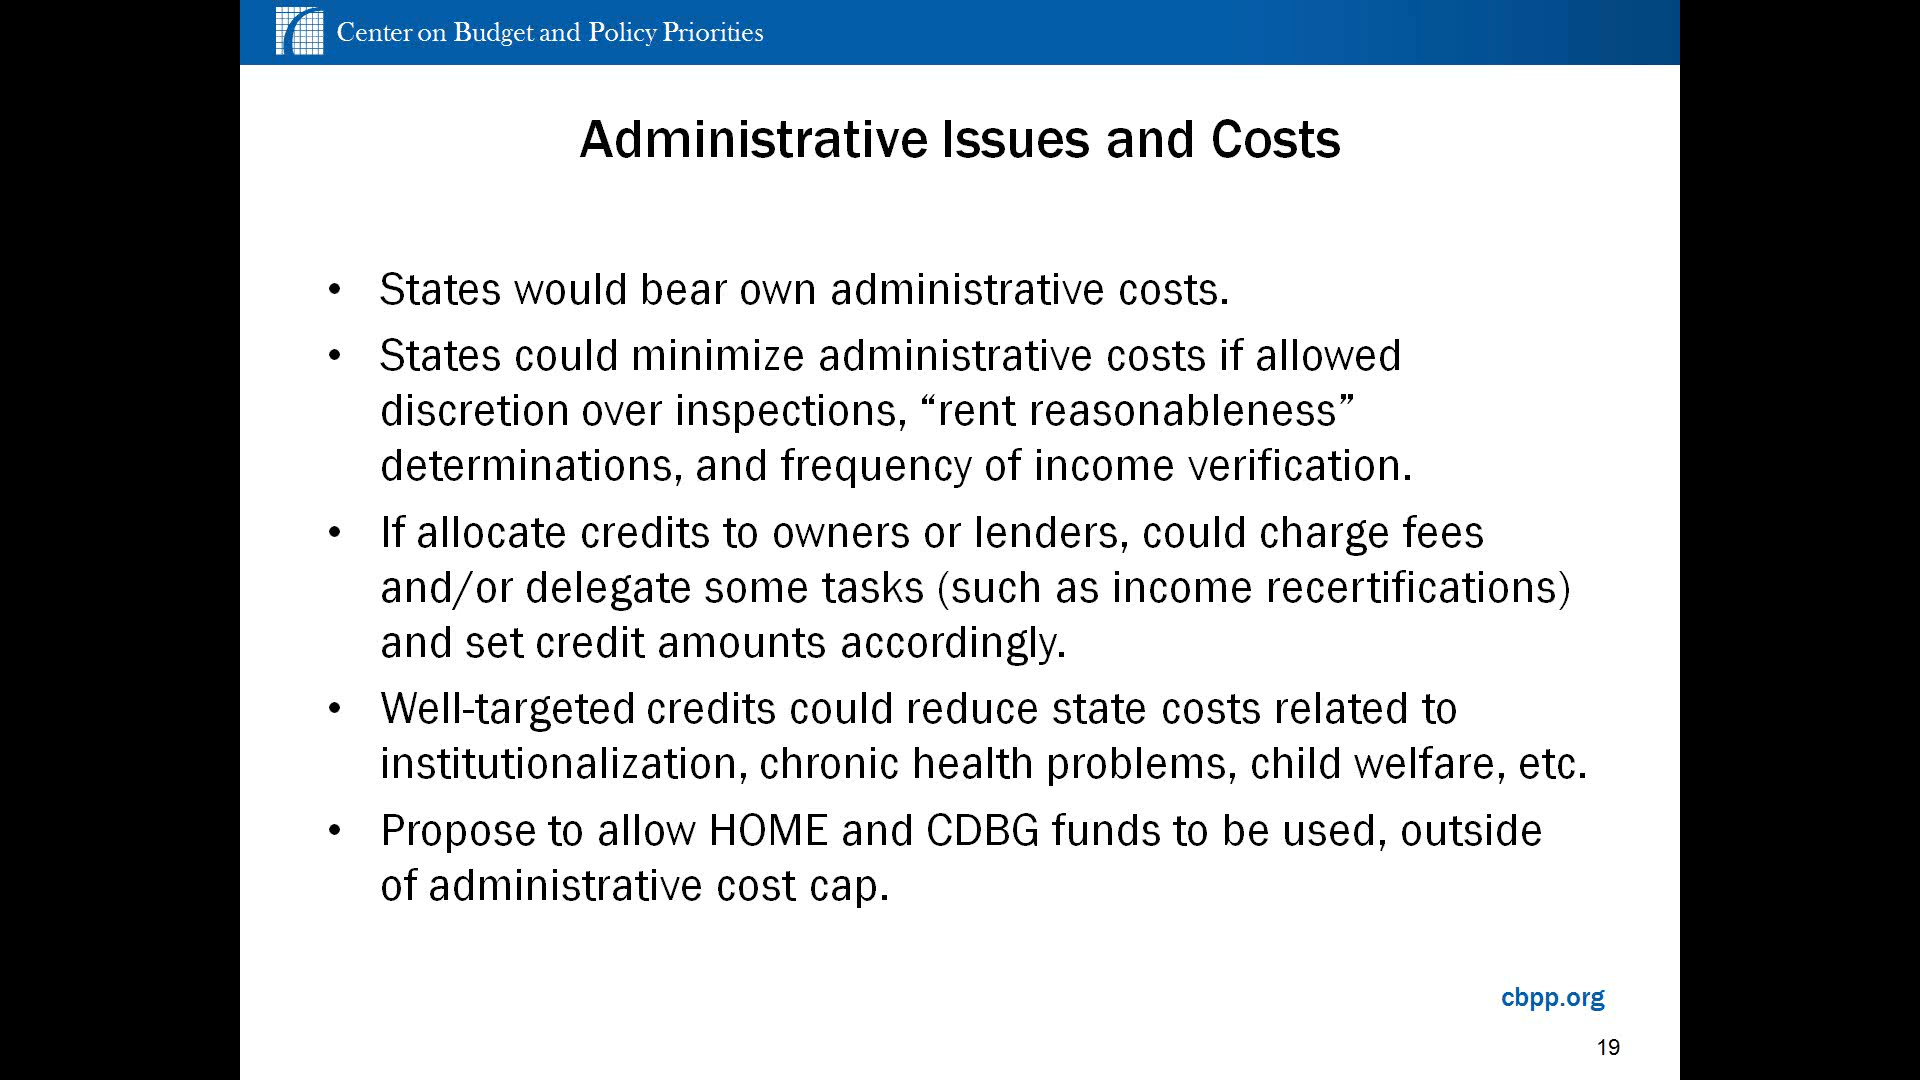 Center on Budget and Policy Priorities
Administrative Issues and Costs
• States would bear own administrative costs.
• States could minimize administrative costs if allowed
discretion over inspections, “rent reasonableness”
determinations, and frequency of income verification.
• If allocate credits to owners or lenders, could charge fees
and/or delegate some tasks (such as income recertifications)
and set credit amounts accordingly.
• Well-targeted credits could reduce state costs related to
institutionalization, chronic health problems, child welfare, etc.
• Propose to allow HOME and CDBG funds to be used, outside
of administrative cost cap.
cbpp.org
19